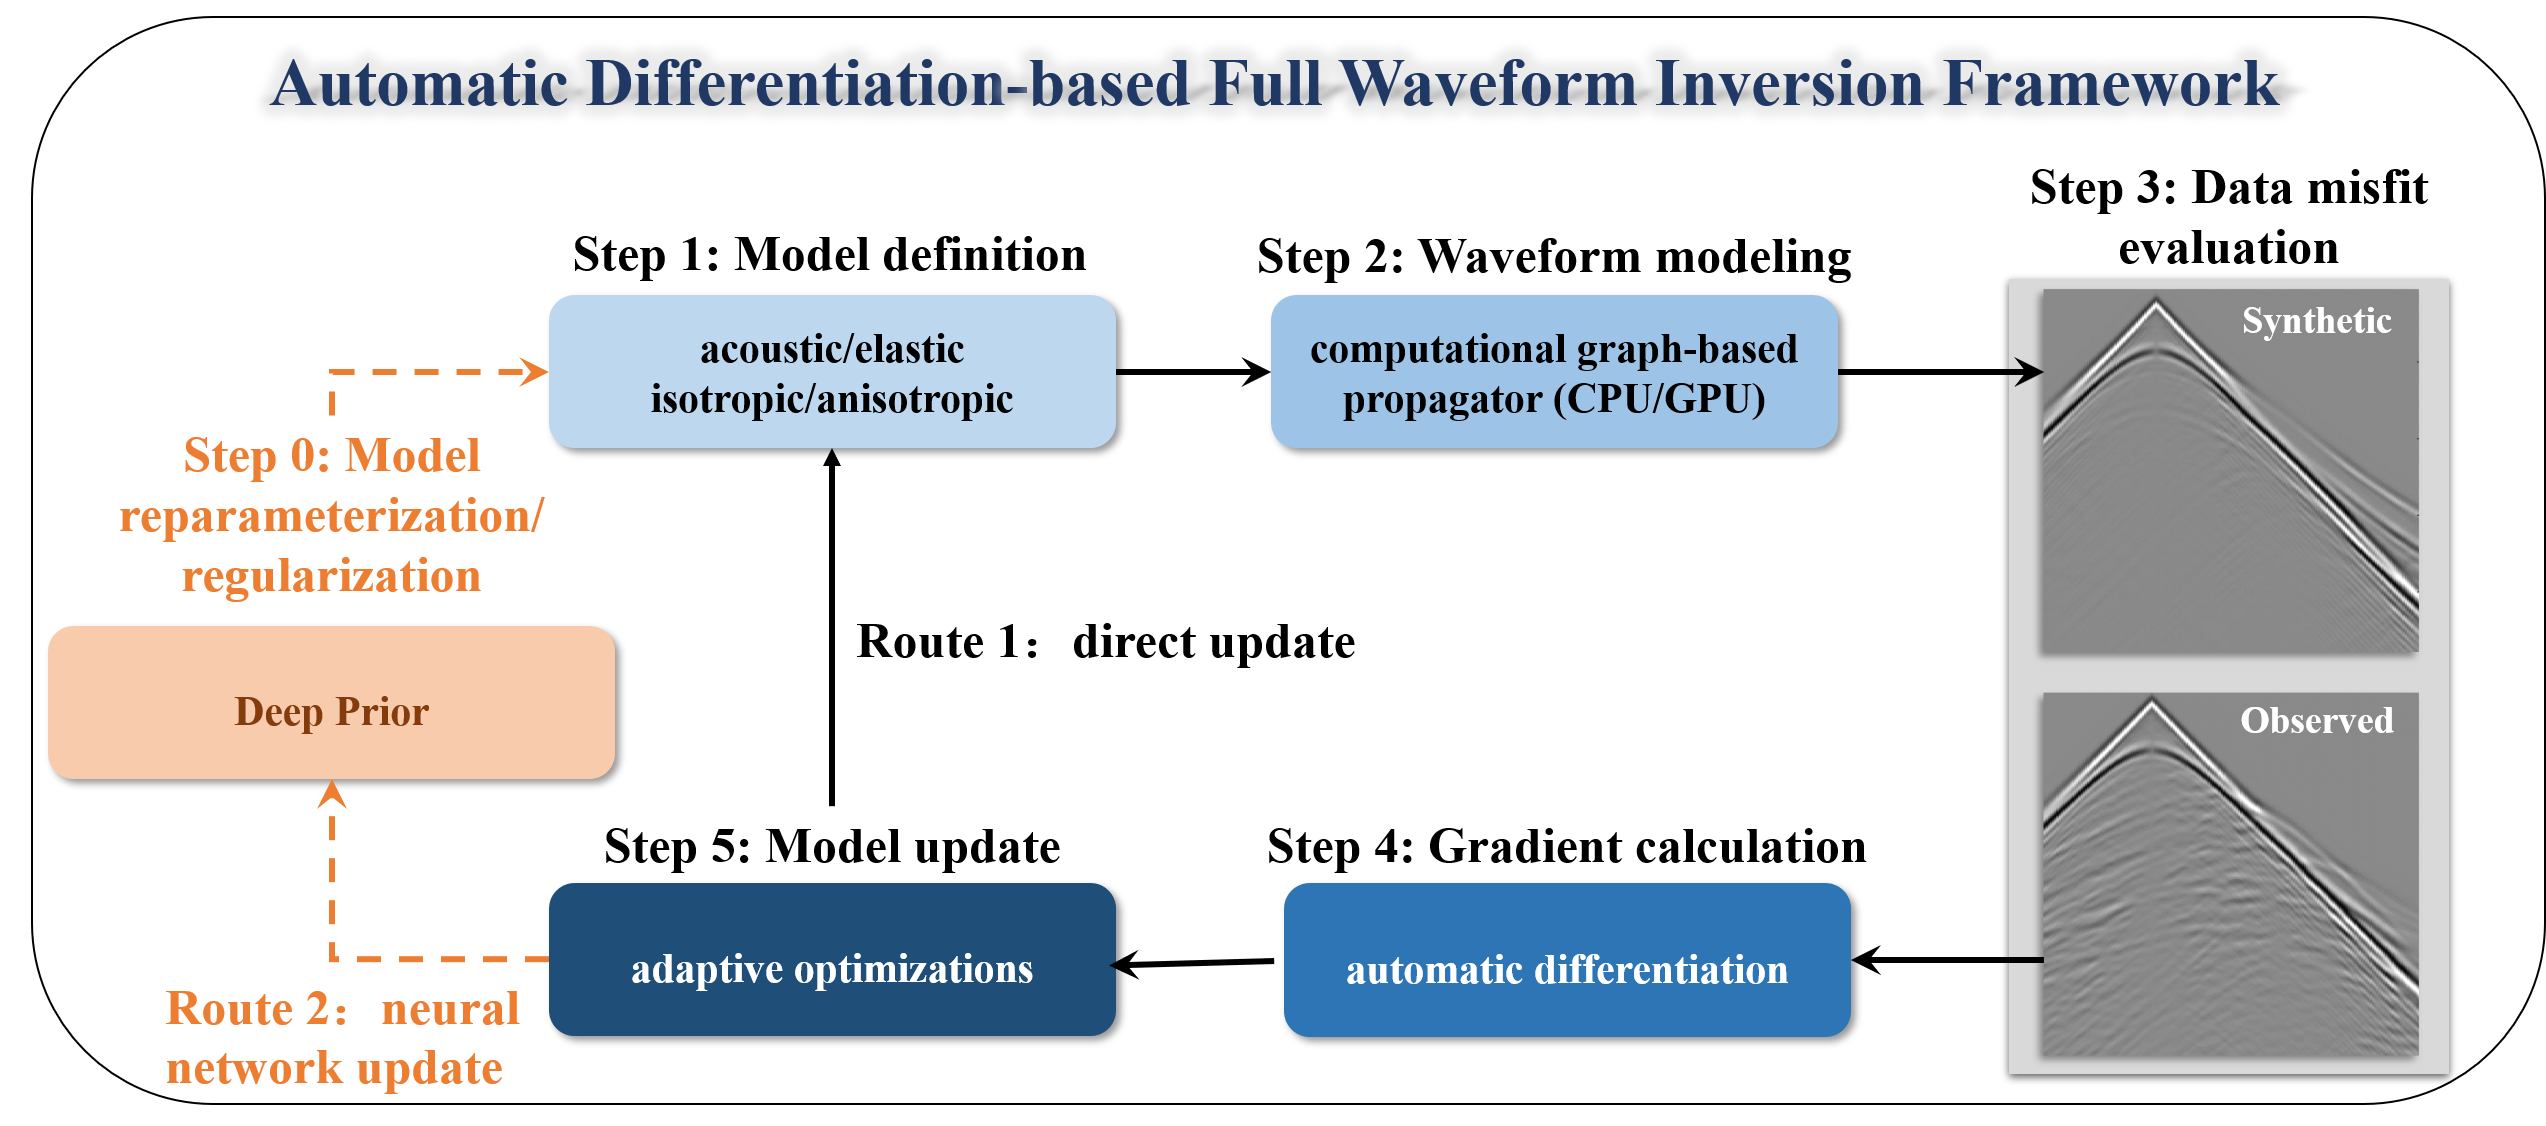 Automatic Differentiation-based Full Waveform Inversion Framework
Step 1: Model definition
acoustic/elastic
isotropic/anisotropic
Step 2: Waveform modeling
computational graph-based
propagator (CPU/GPU)
Step 3: Data misfit
evaluation
Synthetic
Observed
Step 0: Model
reparameterization/
regularization
Deep Prior
Route 1： direct update
Step 4: Gradient calculation
automatic differentiation
Step 5: Model update
adaptive optimizations
Route 2： neural
network update